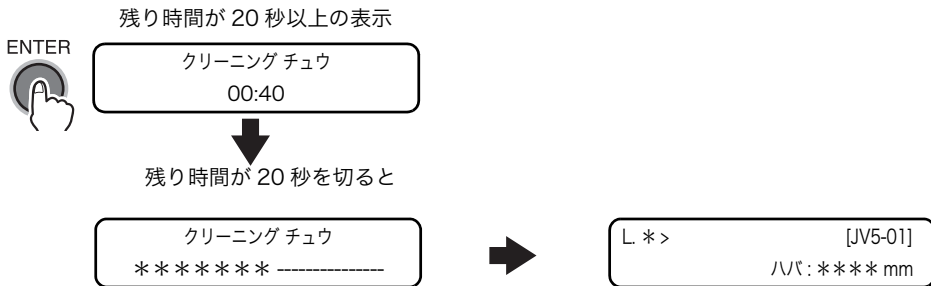 残り時間が 20 秒以上の表示
ENTER
クリーニング チュウ
00:40
残り時間が 20 秒を切ると
クリーニング チュウ
＊＊＊＊＊＊＊ ---------------
L. ＊ > [JV5-01]
ハバ : ＊＊＊＊ mm